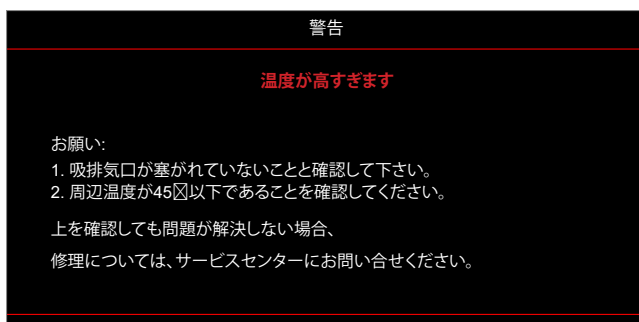 警告
温度が高すぎます
お願い:
1. 吸排気口が塞がれていないことと確認して下さい。
2. 周辺温度が45〿以下であることを確認してください。
上を確認しても問題が解決しない場合、
修理については、サービスセンターにお問い合せください。